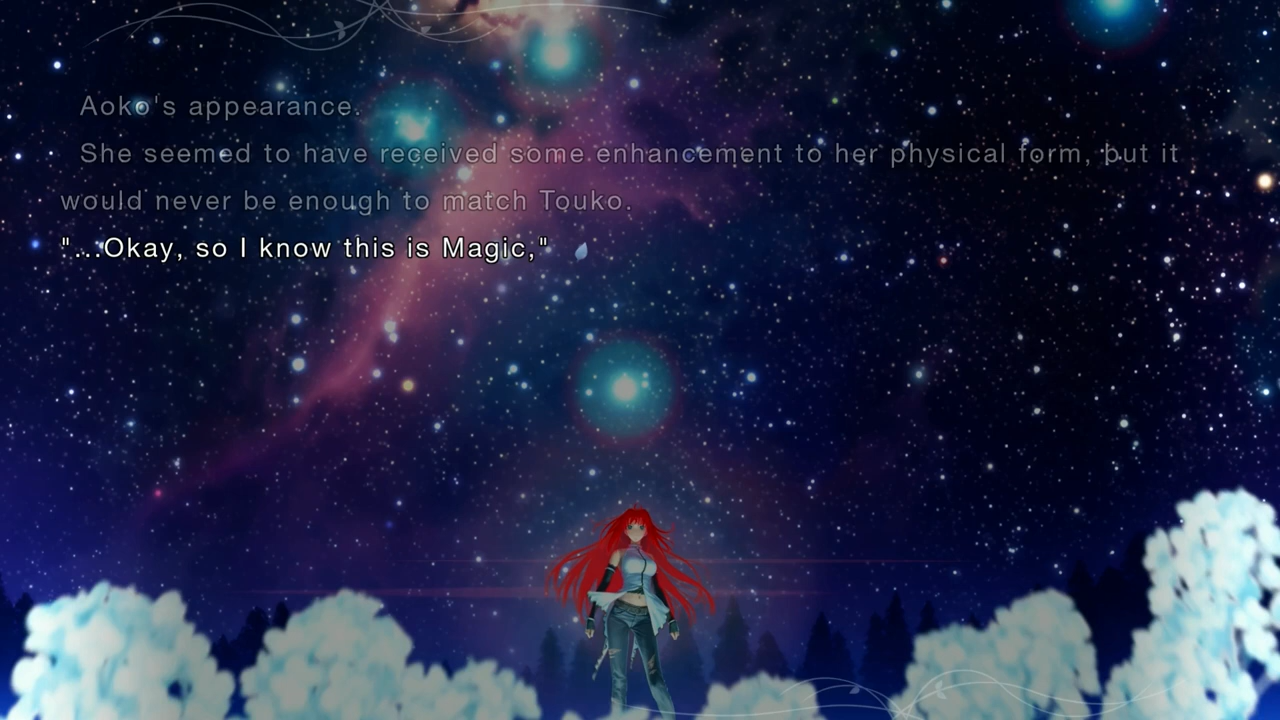 Aoko's appearance.
She seemed to have received some enhancement to her physical form, but it
would never be enough to match Touko.
"...Okay, so I know this is Magic,"